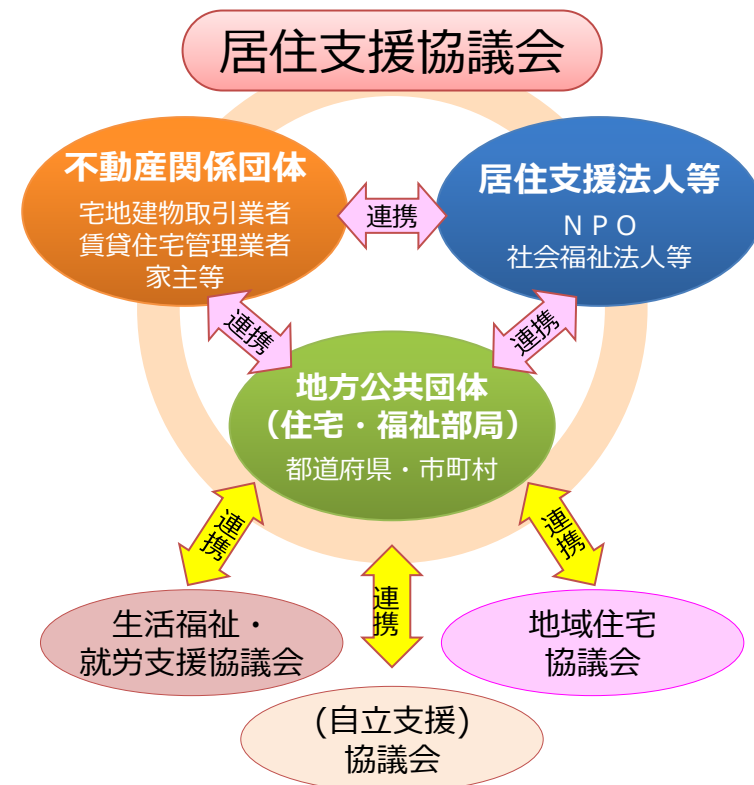 居住支援協議会
不動産関係団体
宅地建物取引業者
賃貸住宅管理業者
家主等
連携
居住支援法人等
ＮＰＯ
社会福祉法人等
連携
連携
地方公共団体
（住宅・福祉部局）
都道府県・市町村
連携
連携
連携
生活福祉・
就労支援協議会
(自立支援)
協議会
地域住宅
協議会